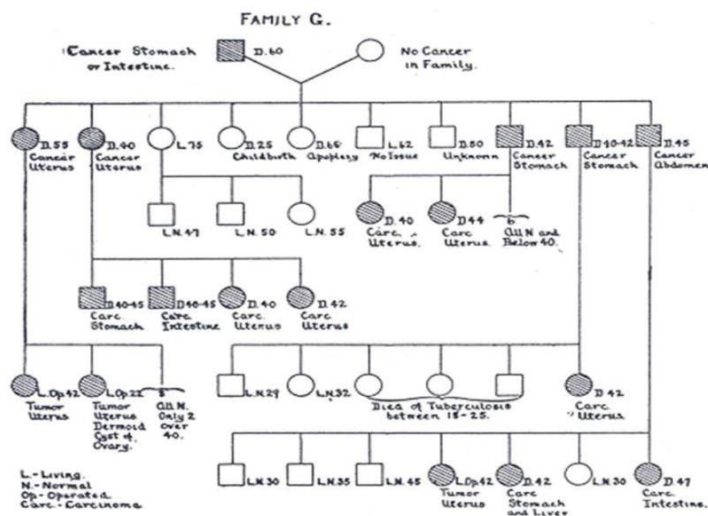 FAMILY G.
Cancer Stomach
or Intestine.
D.60
No Cancer
in Family.
D.55
Cancer
Uterus
D.40
Cancer
Uterus
L.75
D.25
Childbirth
D.68
Apoplexy
L.62
No Issue
D.50
Unknown
D.42
Cancer
Stomach
D.40-42
Cancer
Stomach
D.45
Cancer
Abdomen
L.N.47
L.N.50
L.N.55
D.40
Carc
Uterus.
D.44
Carc
Uterus
6
All N and
Below 40.
D.40-45
Carc.
Stomach
D.40-45
Carc
Intestine
D.40
Carc
Uterus
D.42
Carc
Uterus
L.Op.42
Tumor
Uterus
L.Op.22
Tumor
Uterus
Dermoid
Cyst of
Ovary.
All N.
Only 2
over
40.
L.N.29
L.N.32
Died of Tuberculosis
between 18-25.
D.42
Carc
Uterus
L.N.30
L.N.35
L.N.45
L.Op.42
Tumor
Uterus
D.42
Carc
Stomach
and Liver
L.N.30
D.47
Carc
Intestine.
L.-Living.
N.-Normal
Op-Operated
Carc-Carcinoma